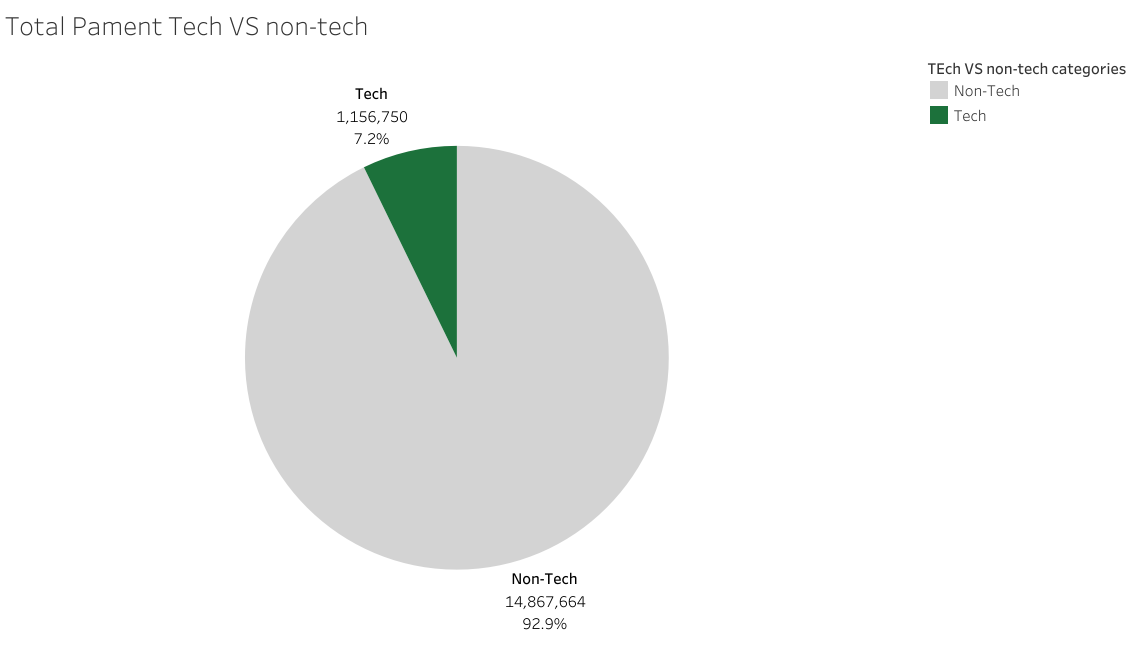 Total Pament Tech VS non-tech
TEch VS non-tech categories
Non-Tech
Tech
Tech
1,156,750
7.2%
Non-Tech
14,867,664
92.9%